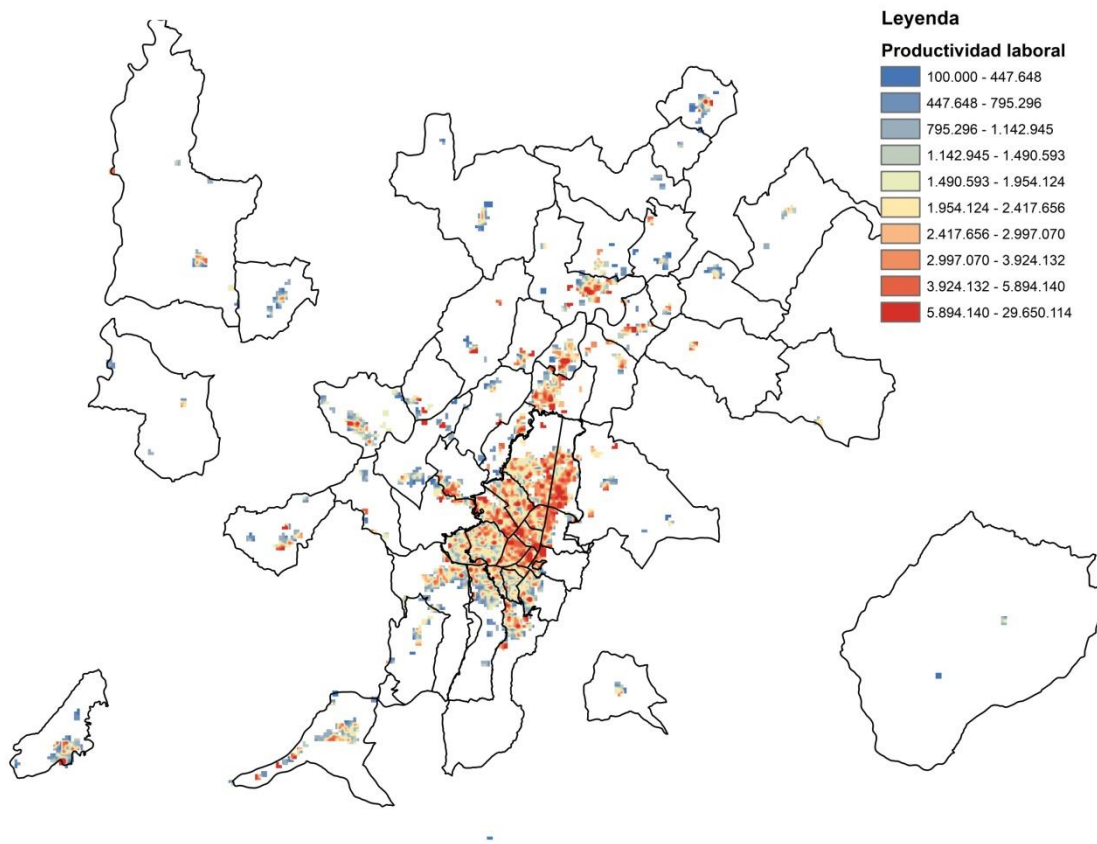 Leyenda
Productividad laboral
100.000 - 447.648
447.648 - 795.296
795.296 - 1.142.945
1.142.945 - 1.490.593
1.490.593 - 1.954.124
1.954.124 - 2.417.656
2.417.656 - 2.997.070
2.997.070 - 3.924.132
3.924.132 - 5.894.140
5.894.140 - 29.650.114